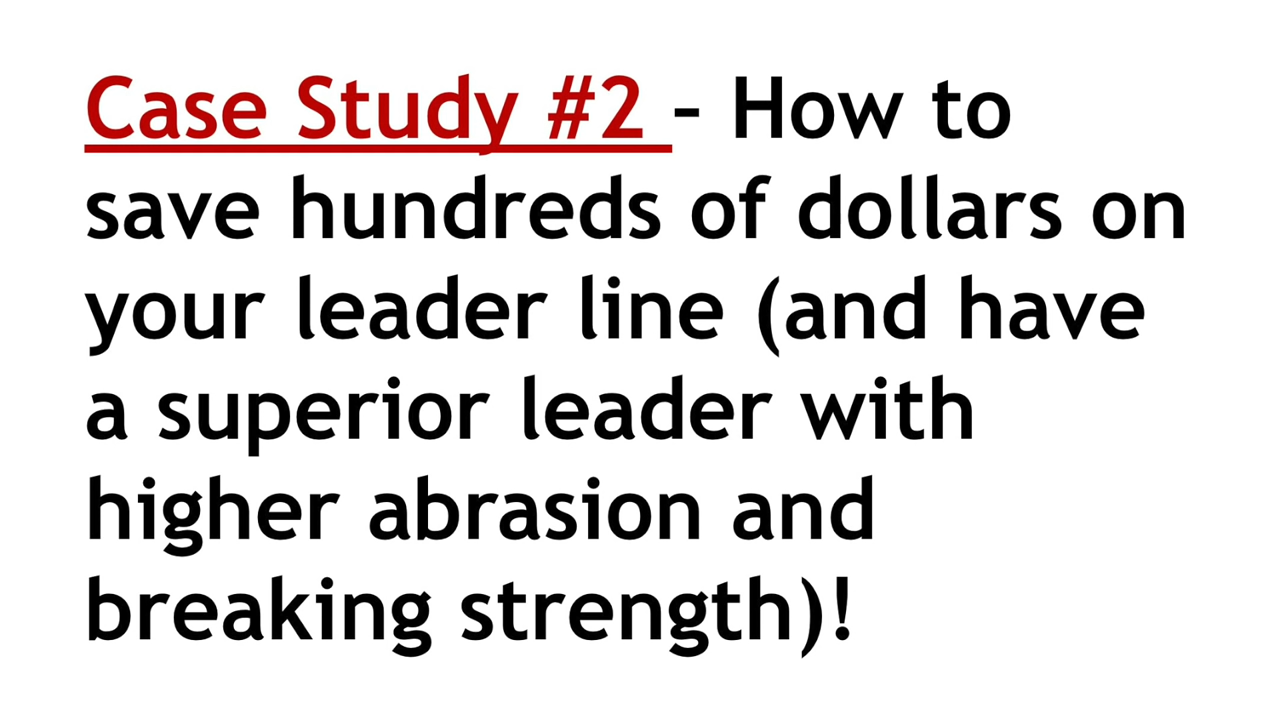 Case Study #2 – How to
save hundreds of dollars on
your leader line (and have
a superior leader with
higher abrasion and
breaking strength)!